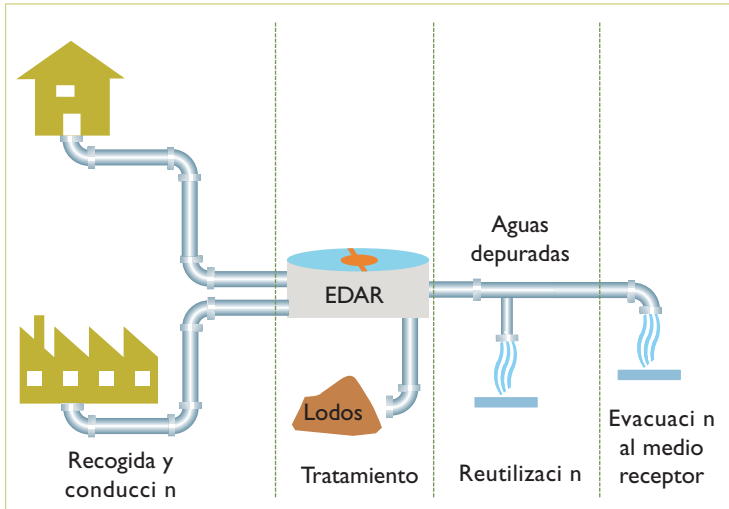 Aguas
depuradas
EDAR
Lodos
Recogida y
conducci n
Tratamiento
Reutilizaci n
Evacuaci n
al medio
receptor